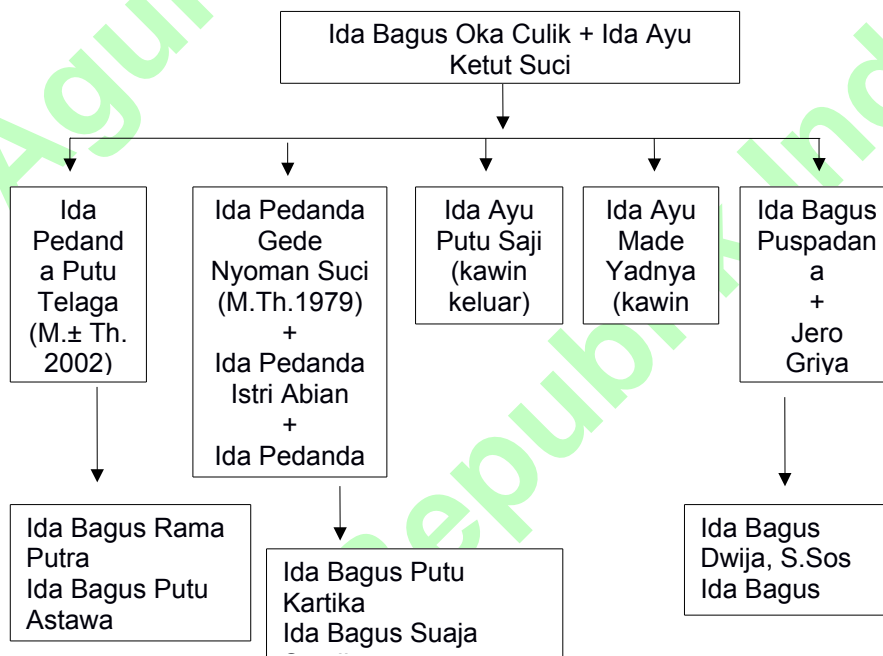 Ida Bagus Oka Culik + Ida Ayu
Ketut Suci
Ida
Pedand
a Putu
Telaga
(M.± Th.
2002)
Ida Pedanda
Gede
Nyoman Suci
(M.Th.1979)
+
Ida Pedanda
Istri Abian
+
Ida Pedanda
Ida Ayu
Putu Saji
(kawin
keluar)
Ida Ayu
Made
Yadnya
(kawin
Ida Bagus
Puspadan
a
+
Jero
Griya
Ida Bagus Rama
Putra
Ida Bagus Putu
Astawa
Ida Bagus Putu
Kartika
Ida Bagus Suaja
Ida Bagus
Dwija, S.Sos
Ida Bagus